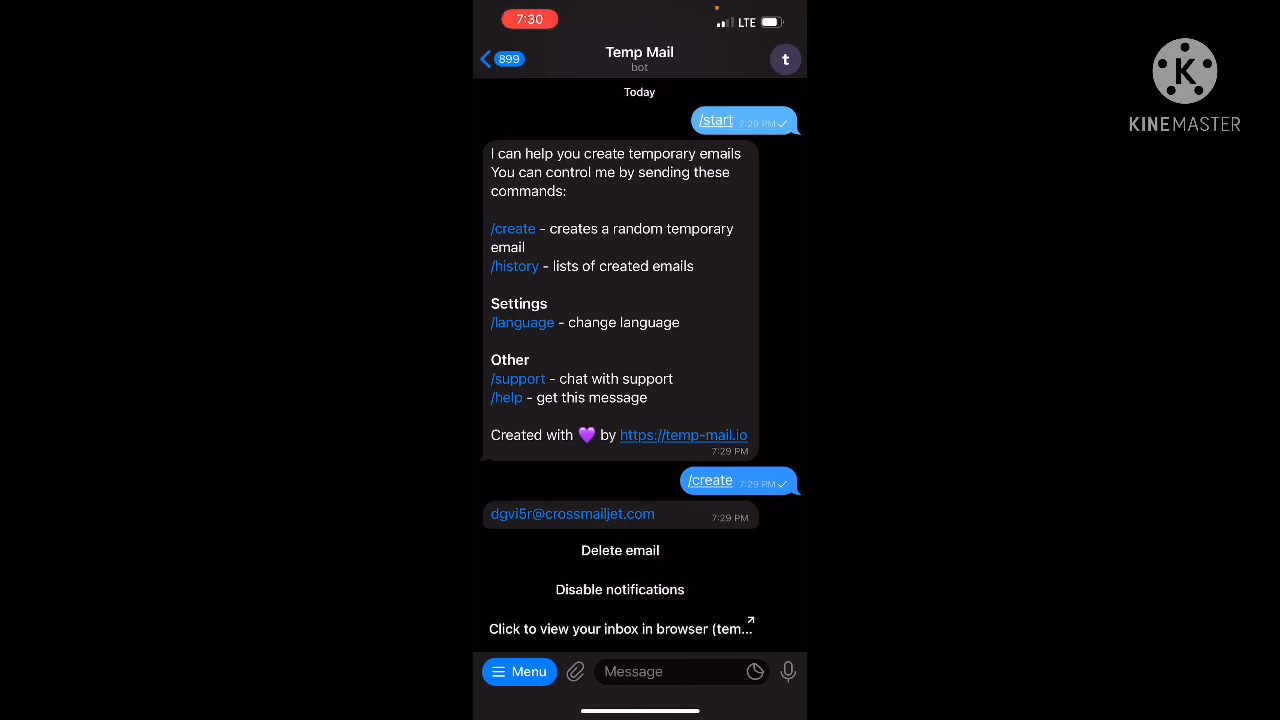 7:30
LTE
899
Temp Mail
bot
t
Today
/start 7:29 PM
I can help you create temporary emails
You can control me by sending these
commands:
/create - creates a random temporary
email
/history - lists of created emails
Settings
/language - change language
Other
/support - chat with support
/help - get this message
Created with 💜 by https://temp-mail.io
7:29 PM
/create 7:29 PM
dgvi5r@crossmailjet.com 7:29 PM
Delete email
Disable notifications
Click to view your inbox in browser (tem...
Menu
Message
K
KINEMASTER